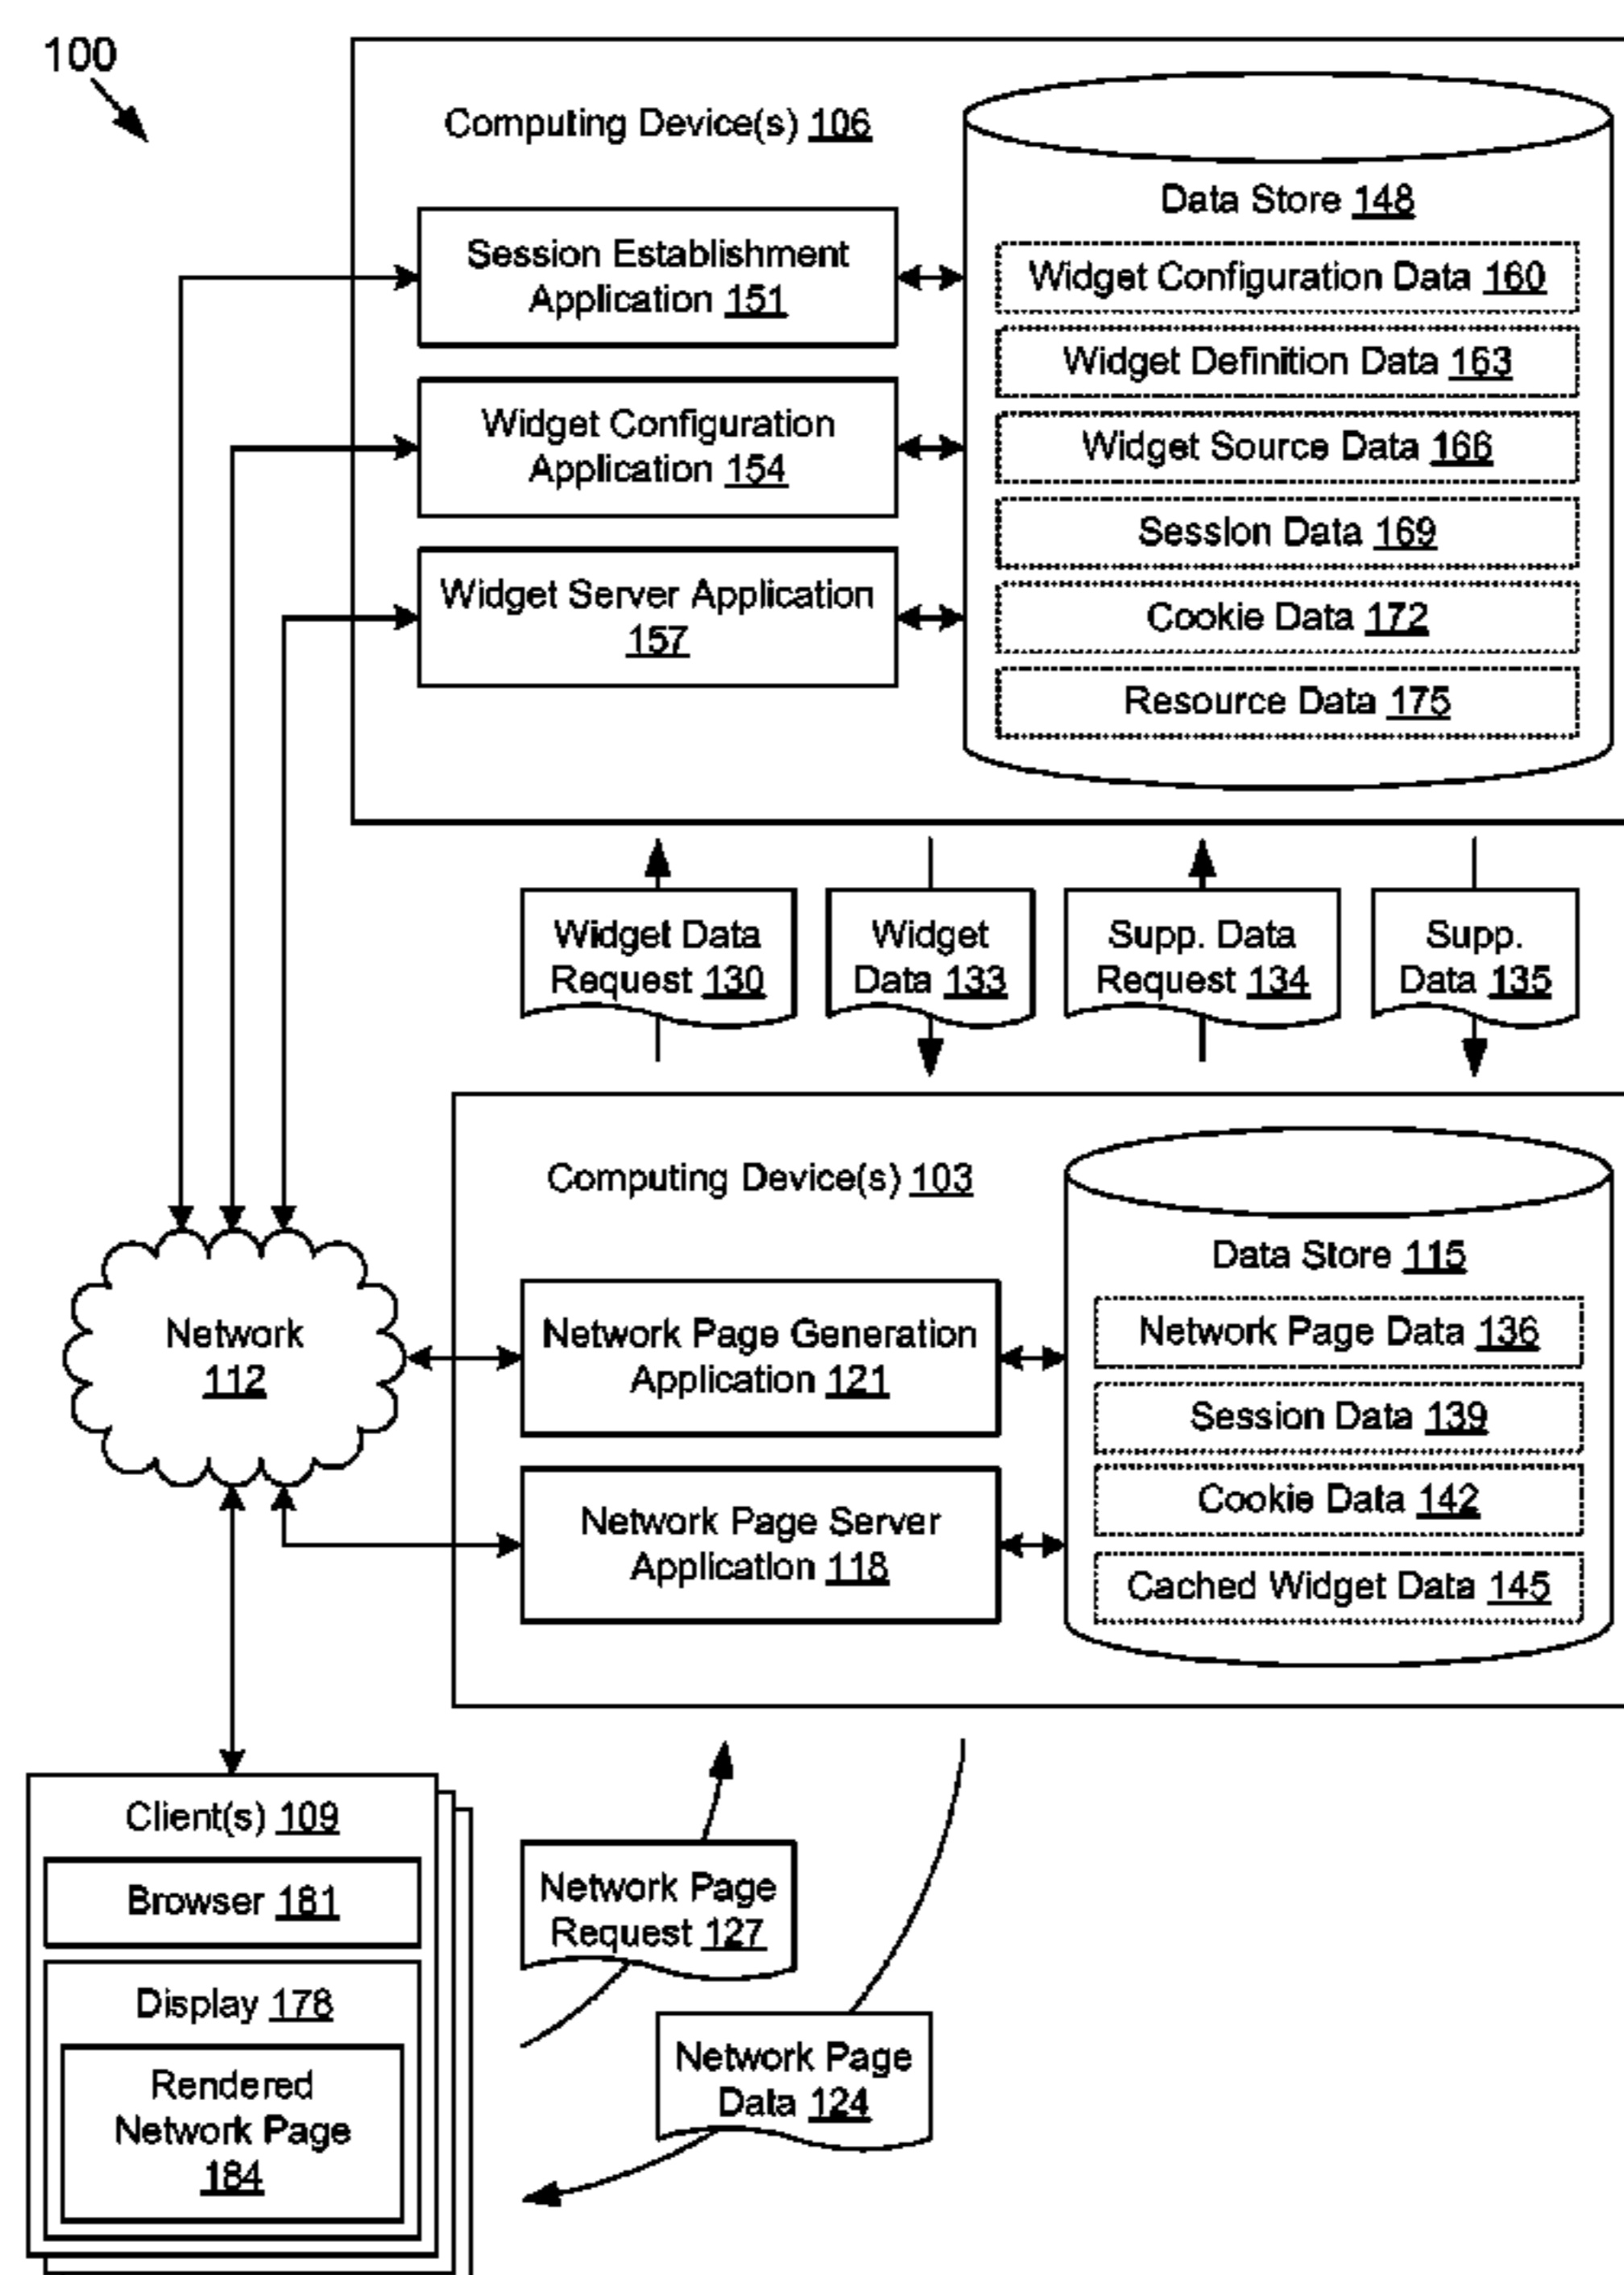 100
Computing Device(s) 106
Session Establishment
Application 151
Widget Configuration
Application 154
Widget Server Application
157
Data Store 148
Widget Configuration Data 160
Widget Definition Data 163
Widget Source Data 166
Session Data 169
Cookie Data 172
Resource Data 175
Widget Data
Request 130
Widget
Data 133
Supp. Data
Request 134
Supp.
Data 135
Computing Device(s) 103
Network
112
Network Page Generation
Application 121
Network Page Server
Application 118
Data Store 115
Network Page Data 136
Session Data 139
Cookie Data 142
Cached Widget Data 145
Client(s) 109
Browser 181
Display 178
Rendered
Network Page
184
Network Page
Request 127
Network Page
Data 124